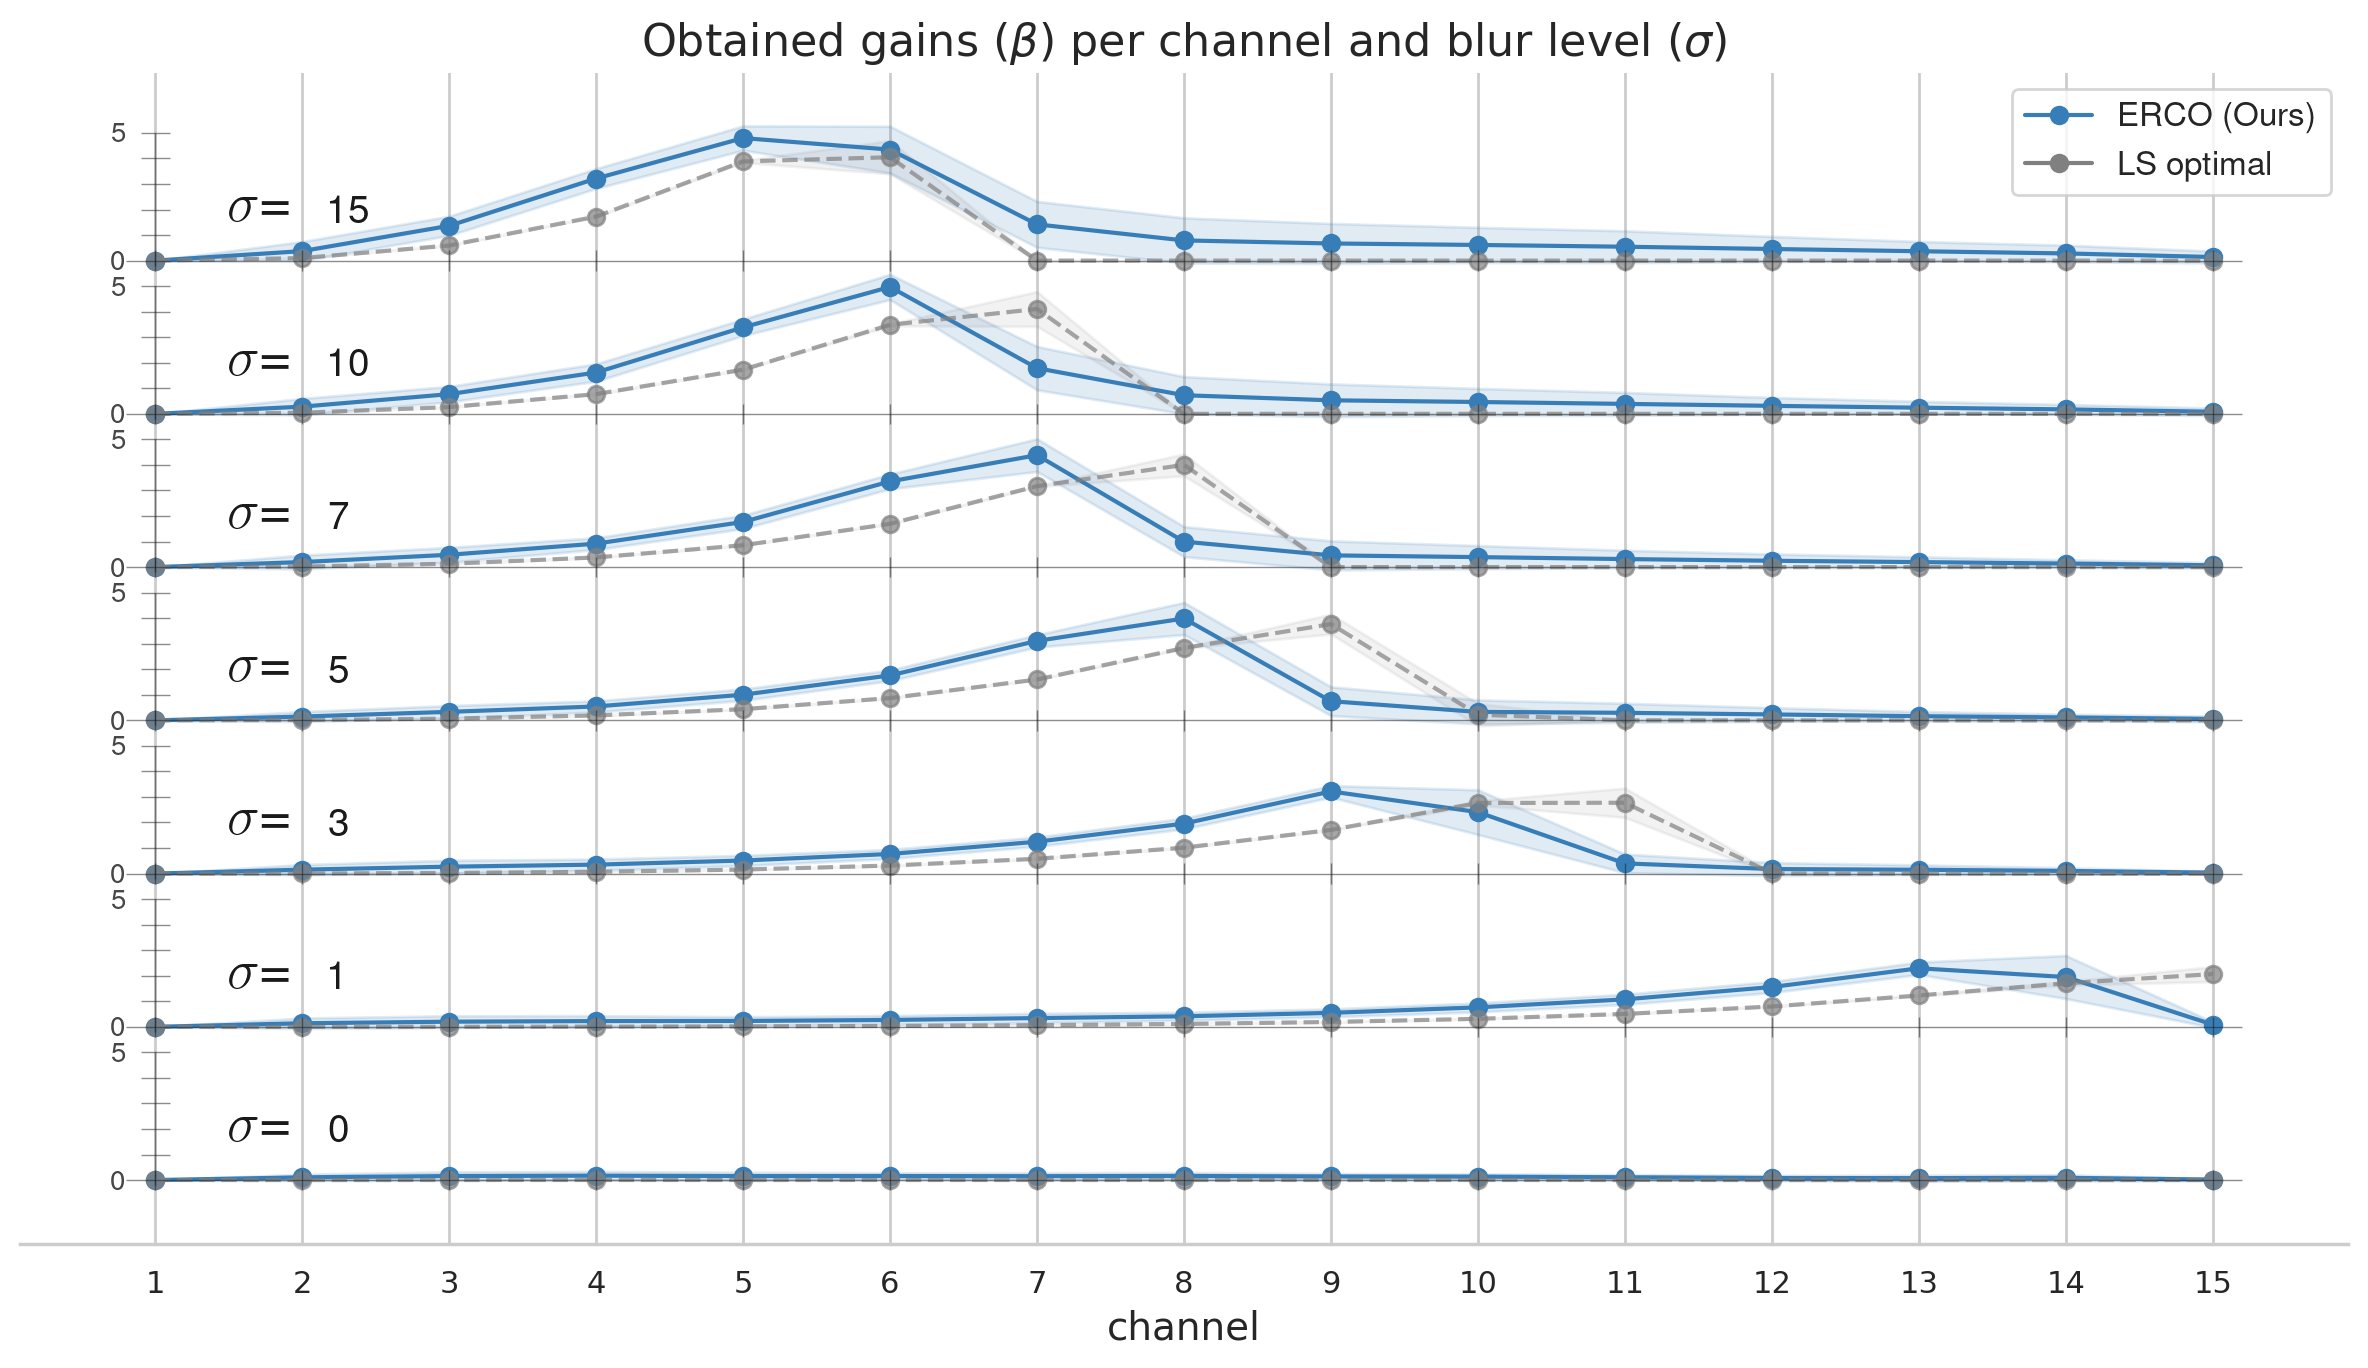 Obtained gains (β) per channel and blur level (σ)
ERCO (Ours)
LS optimal
5
σ= 15
0
5
σ= 10
0
5
σ= 7
0
5
σ= 5
0
5
σ= 3
0
5
σ= 1
0
5
σ= 0
0
1 2 3 4 5 6 7 8 9 10 11 12 13 14 15
channel